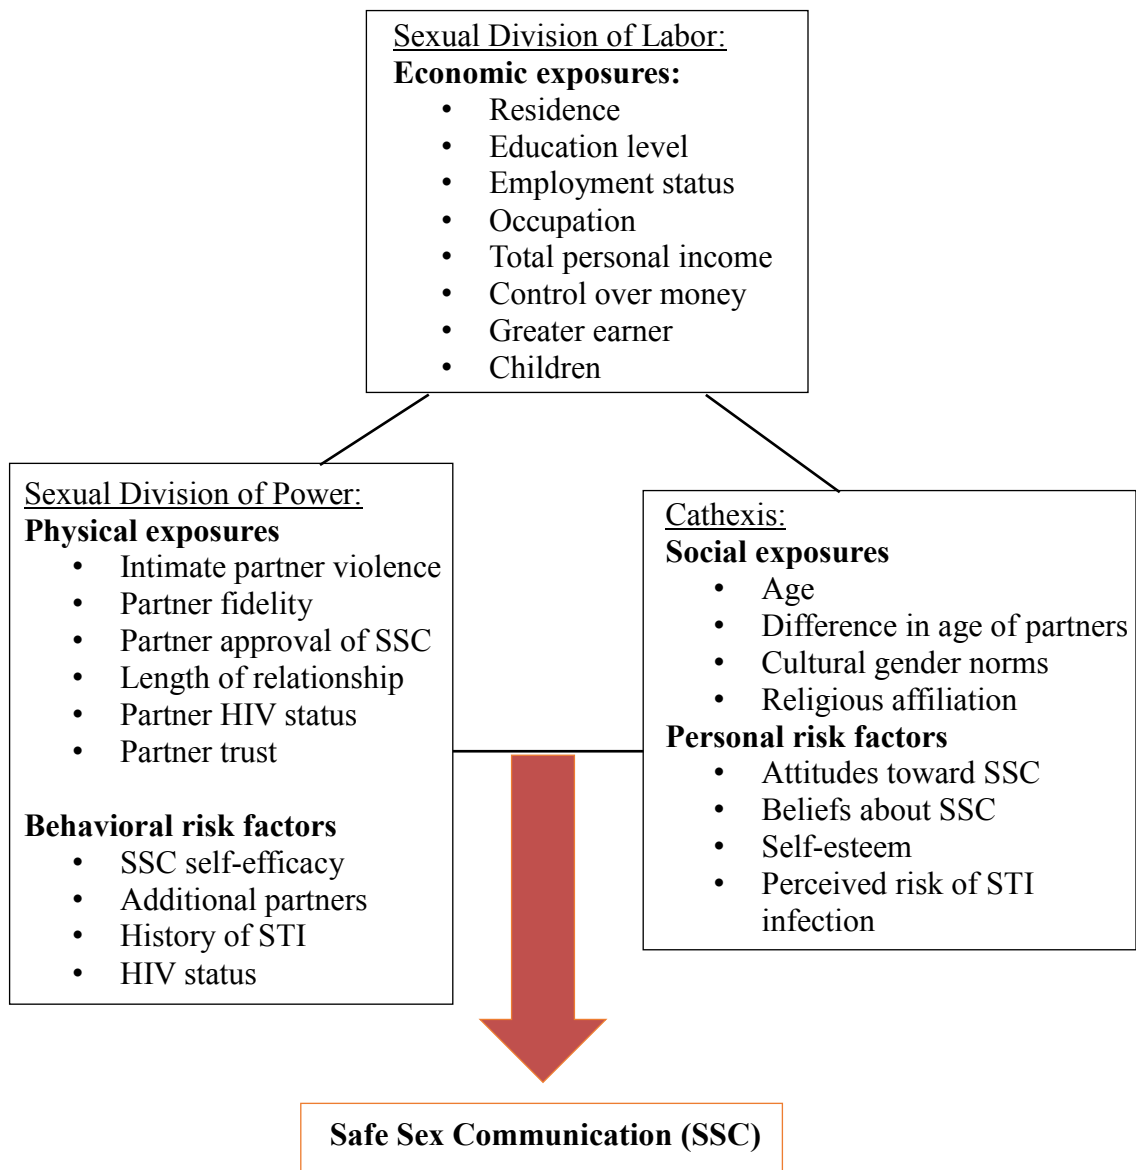 Sexual Division of Labor:
Economic exposures:
• Residence
• Education level
• Employment status
• Occupation
• Total personal income
• Control over money
• Greater earner
• Children
Sexual Division of Power:
Physical exposures
• Intimate partner violence
• Partner fidelity
• Partner approval of SSC
• Length of relationship
• Partner HIV status
• Partner trust
Behavioral risk factors
• SSC self-efficacy
• Additional partners
• History of STI
• HIV status
Cathexis:
Social exposures
• Age
• Difference in age of partners
• Cultural gender norms
• Religious affiliation
Personal risk factors
• Attitudes toward SSC
• Beliefs about SSC
• Self-esteem
• Perceived risk of STI
infection
Safe Sex Communication (SSC)